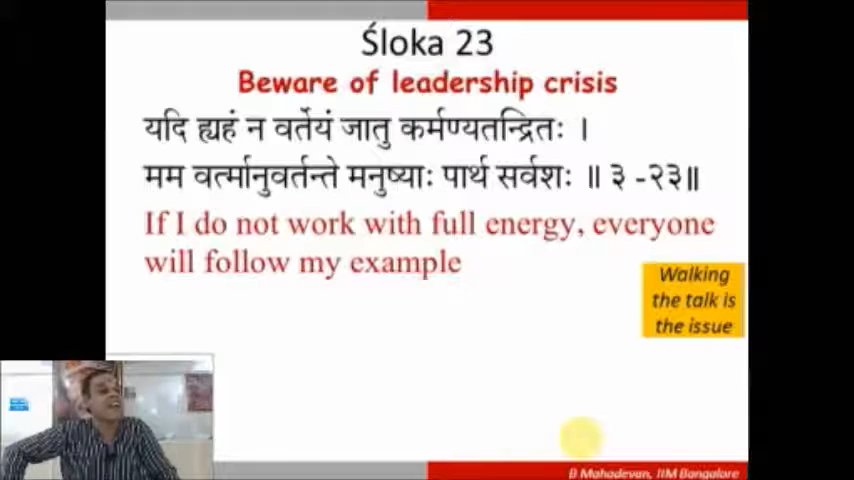 Śloka 23
Beware of leadership crisis
यदि ह्यहं न वर्तेयं जातु कर्मण्यतन्द्रितः ।
मम वर्त्मानुवर्तन्ते मनुष्याः पार्थ सर्वशः ॥ ३ -२३॥
If I do not work with full energy, everyone
will follow my example
Walking
the talk is
the issue
B Mahadevan, IIM Bangalore